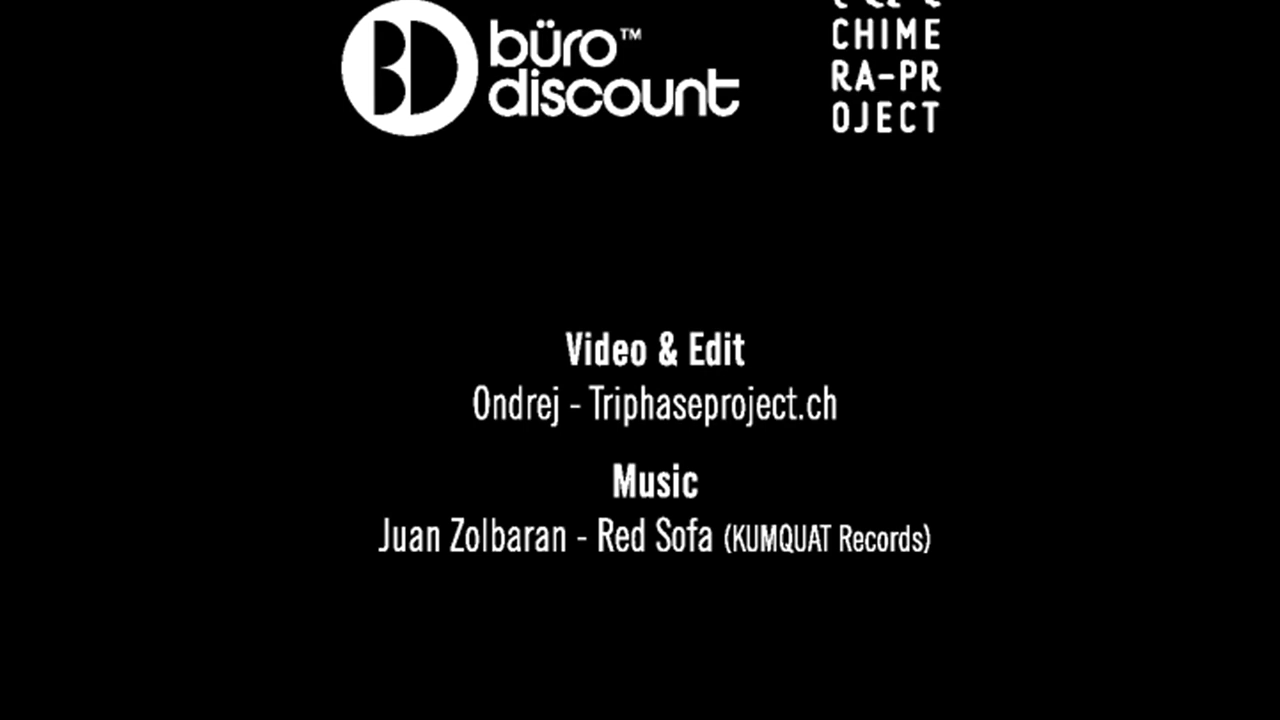 büro™
discount
CHIME
RA-PR
OJECT
Video & Edit
Ondrej - Triphaseproject.ch
Music
Juan Zolbaran - Red Sofa (KUMQUAT Records)